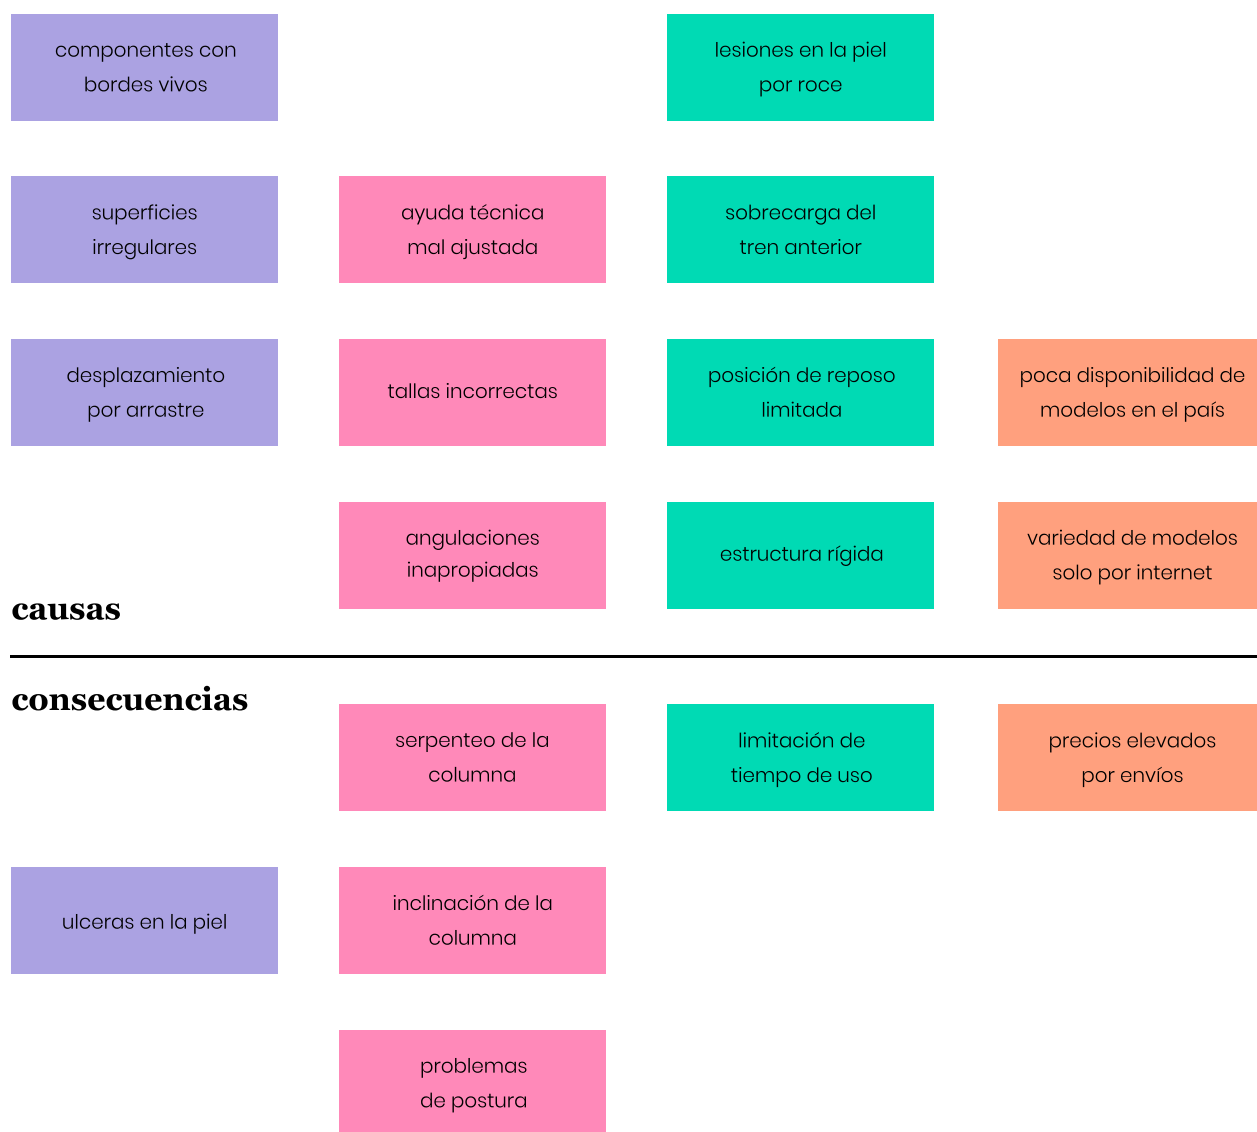 componentes con
bordes vivos
lesiones en la piel
por roce
superficies
irregulares
ayuda técnica
mal ajustada
sobrecarga del
tren anterior
desplazamiento
por arrastre
tallas incorrectas
posición de reposo
limitada
poca disponibilidad de
modelos en el país
angulaciones
inapropiadas
estructura rígida
variedad de modelos
solo por internet
causas
consecuencias
serpenteo de la
columna
limitación de
tiempo de uso
precios elevados
por envíos
ulceras en la piel
inclinación de la
columna
problemas
de postura